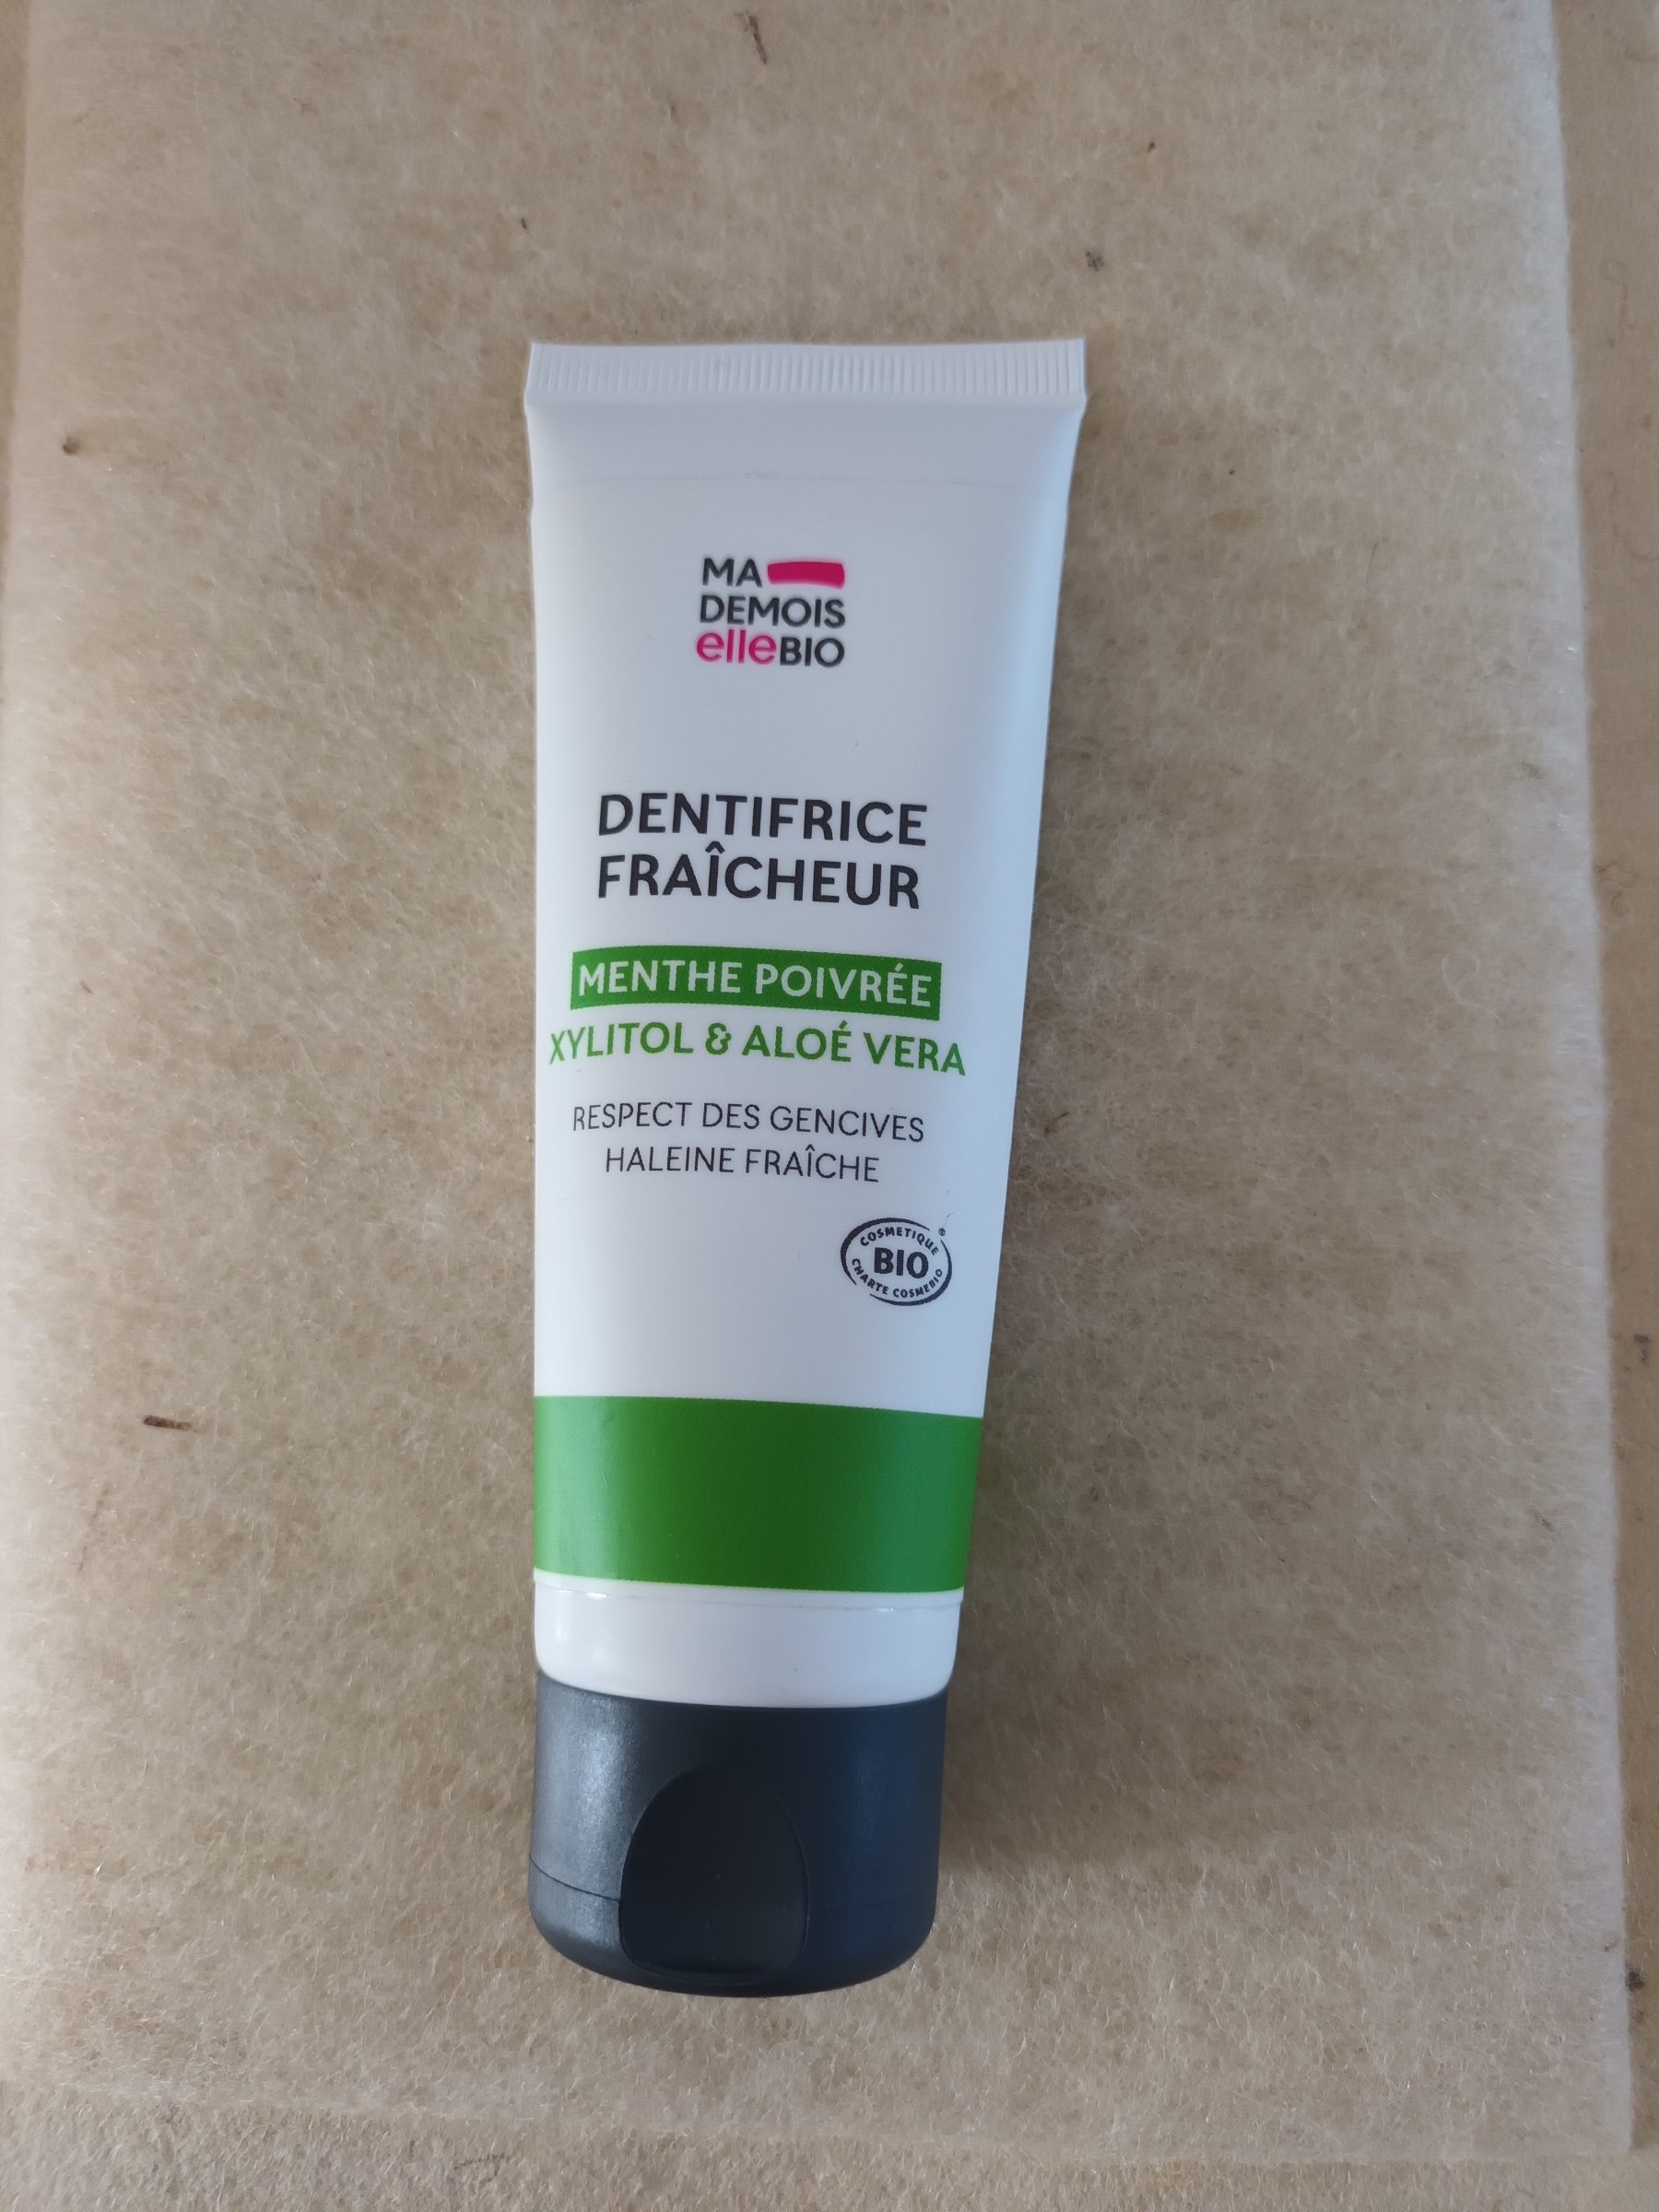 MA
DEMOIS
elleBIO
DENTIFRICE
FRAÎCHEUR
MENTHE POIVRÉE
XYLITOL & ALOÉ VERA
RESPECT DES GENCIVES
HALEINE FRAÎCHE
COSMETIQUE
®
BIO
CHARTE COSMEBIO